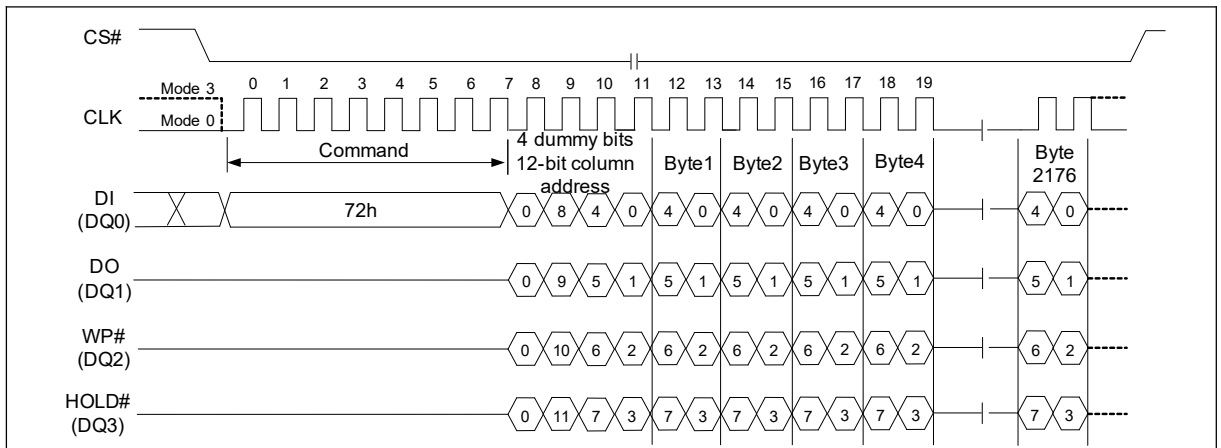 CS#
Mode 3 0 1 2 3 4 5 6 7 8 9 10 11 12 13 14 15 16 17 18 19
CLK
Mode 0
Command
4 dummy bits
12-bit column
address
Byte1 Byte2 Byte3 Byte4
Byte
2176
DI
(DQ0)
72h 0 8 4 0 4 0 4 0 4 0 4 0 4 0
DO
(DQ1)
0 9 5 1 5 1 5 1 5 1 5 1 5 1
WP#
(DQ2)
0 10 6 2 6 2 6 2 6 2 6 2 6 2
HOLD#
(DQ3)
0 11 7 3 7 3 7 3 7 3 7 3 7 3